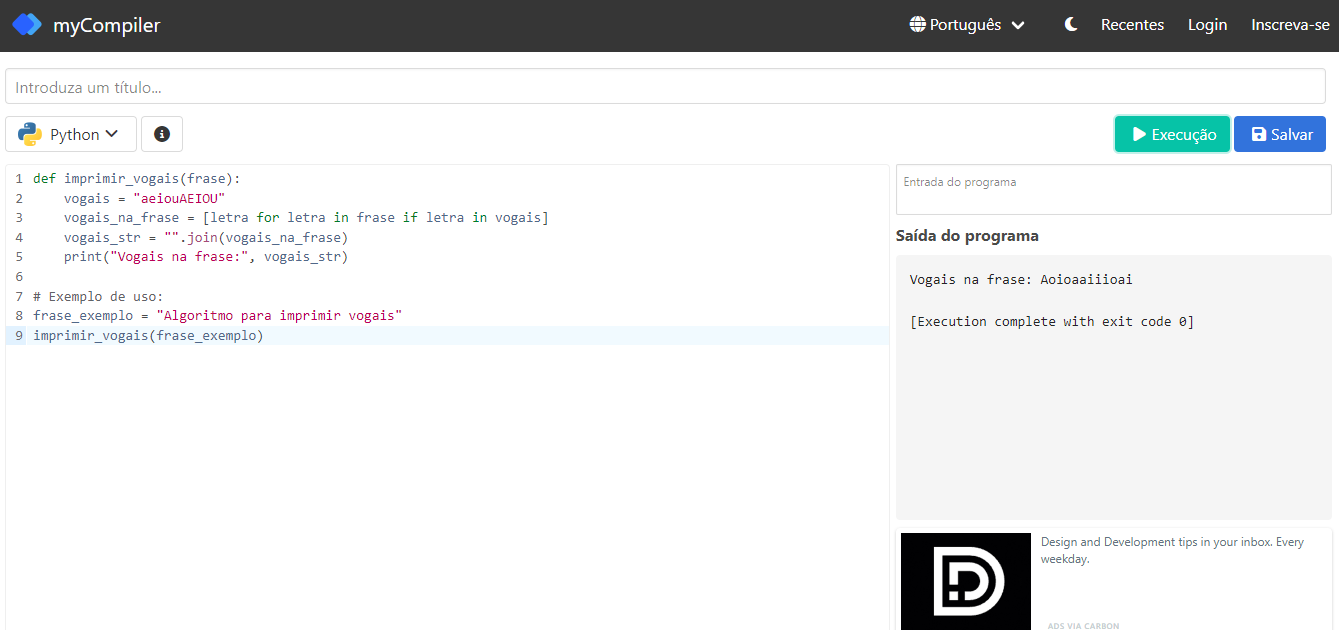 myCompiler
Português
Recentes
Login
Inscreva-se
Introduza um título...
Python
Execução
Salvar
1 def imprimir_vogais(frase):
2     vogais = "aeiouAEIOU"
3     vogais_na_frase = [letra for letra in frase if letra in vogais]
4     vogais_str = "".join(vogais_na_frase)
5     print("Vogais na frase:", vogais_str)
6
7 # Exemplo de uso:
8 frase_exemplo = "Algoritmo para imprimir vogais"
9 imprimir_vogais(frase_exemplo)
Entrada do programa
Saída do programa
Vogais na frase: Aoioaaiiioai
[Execution complete with exit code 0]
Design and Development tips in your inbox. Every
weekday.
ADS VIA CARBON